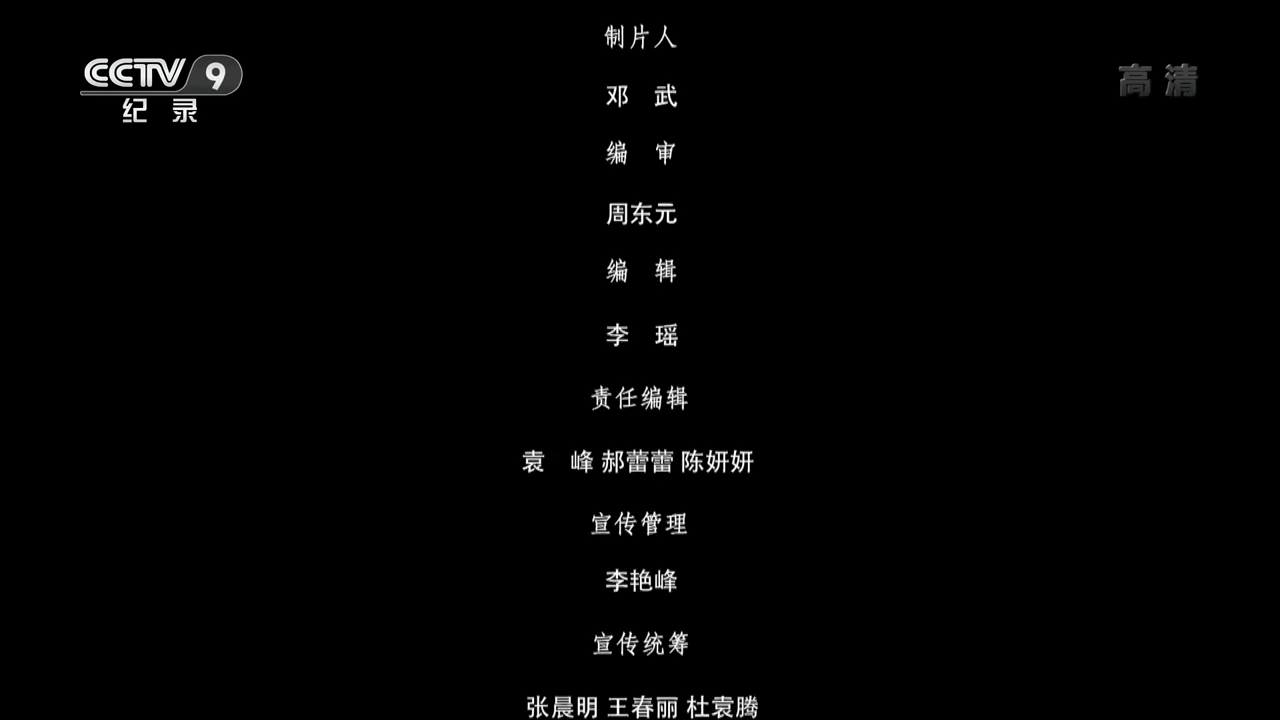 制片人
CCTV 9
纪录
高清
邓 武
编 审
周东元
编 辑
李 瑶
责任编辑
袁 峰 郝蕾蕾 陈妍妍
宣传管理
李艳峰
宣传统筹
张晨明 王春丽 杜袁腾